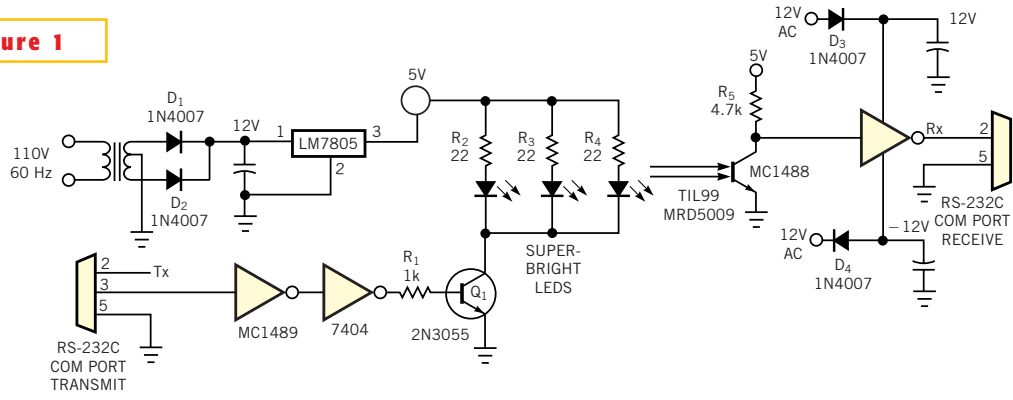 ure 1
12V
AC
D3
1N4007
12V
5V
R5
4.7k
5V
D1
1N4007
12V
1
LM7805
3
2
110V
60 Hz
D2
1N4007
R2
22
R3
22
R4
22
MC1488
TIL99
MRD5009
Rx
2
5
RS-232C
COM PORT
RECEIVE
12V
AC
D4
1N4007
–12V
SUPER-
BRIGHT
LEDS
2
Tx
3
5
RS-232C
COM PORT
TRANSMIT
MC1489
7404
R1
1k
Q1
2N3055